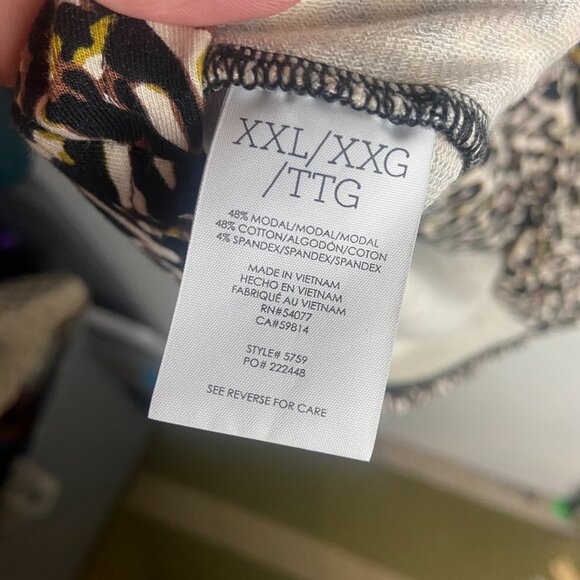 XXL/XXG
/TTG
48% MODAL/MODAL/MODAL
48% COTTON/ALGODÓN/COTON
4% SPANDEX/SPANDEX/SPANDEX
MADE IN VIETNAM
HECHO EN VIETNAM
FABRIQUÉ AU VIETNAM
RN#54077
CA#59814
STYLE# 5759
PO# 222448
SEE REVERSE FOR CARE